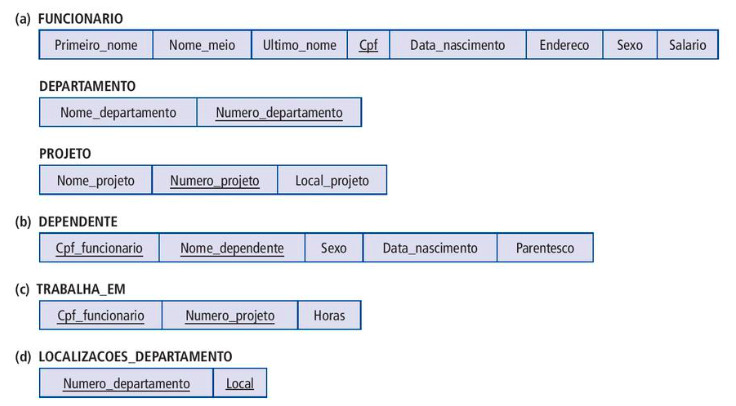 (a) FUNCIONARIO
Primeiro_nome Nome_meio Ultimo_nome Cpf Data_nascimento Endereco Sexo Salario
DEPARTAMENTO
Nome_departamento Numero_departamento
PROJETO
Nome_projeto Numero_projeto Local_projeto
(b) DEPENDENTE
Cpf_funcionario Nome_dependente Sexo Data_nascimento Parentesco
(c) TRABALHA_EM
Cpf_funcionario Numero_projeto Horas
(d) LOCALIZACOES_DEPARTAMENTO
Numero_departamento Local